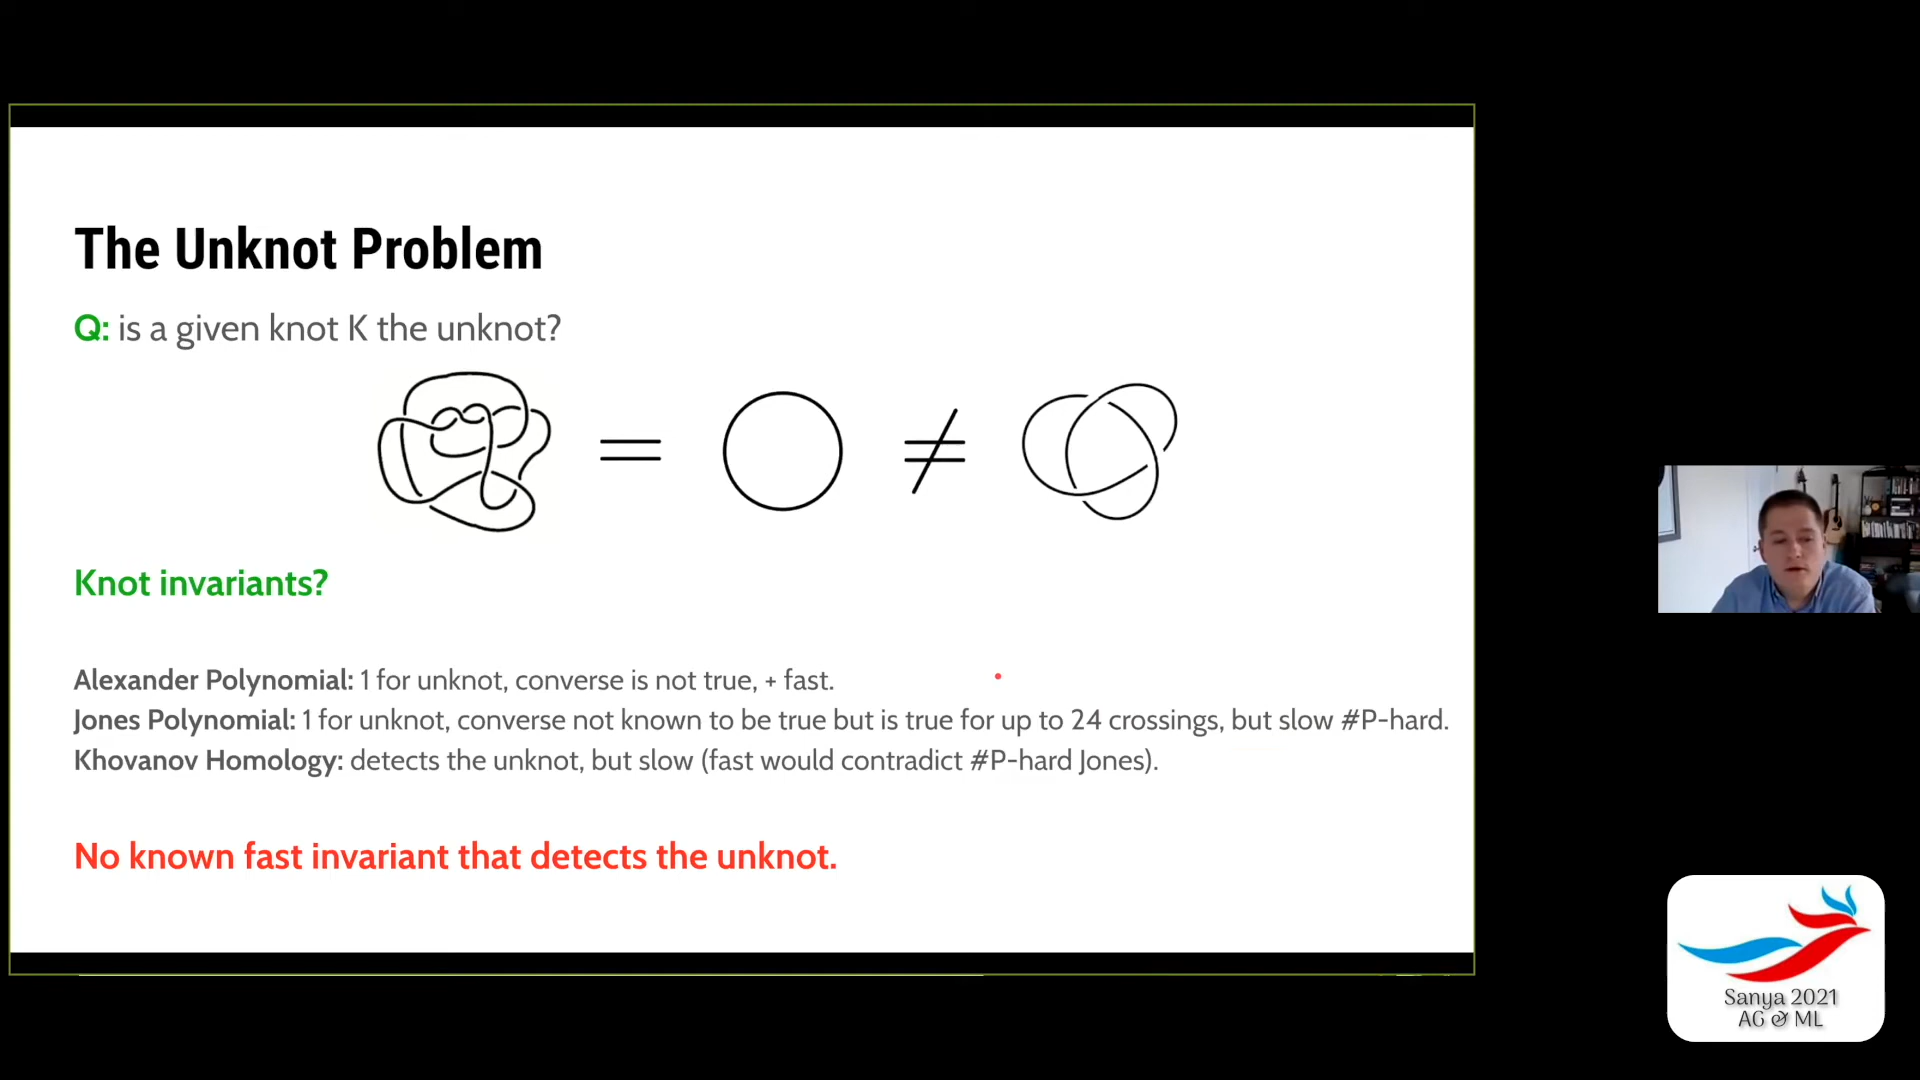 The Unknot Problem
Q: is a given knot K the unknot?
= ≠
Knot invariants?
Alexander Polynomial: 1 for unknot, converse is not true, + fast.
Jones Polynomial: 1 for unknot, converse not known to be true but is true for up to 24 crossings, but slow #P-hard.
Khovanov Homology: detects the unknot, but slow (fast would contradict #P-hard Jones).
No known fast invariant that detects the unknot.
Sanya 2021
AG & ML